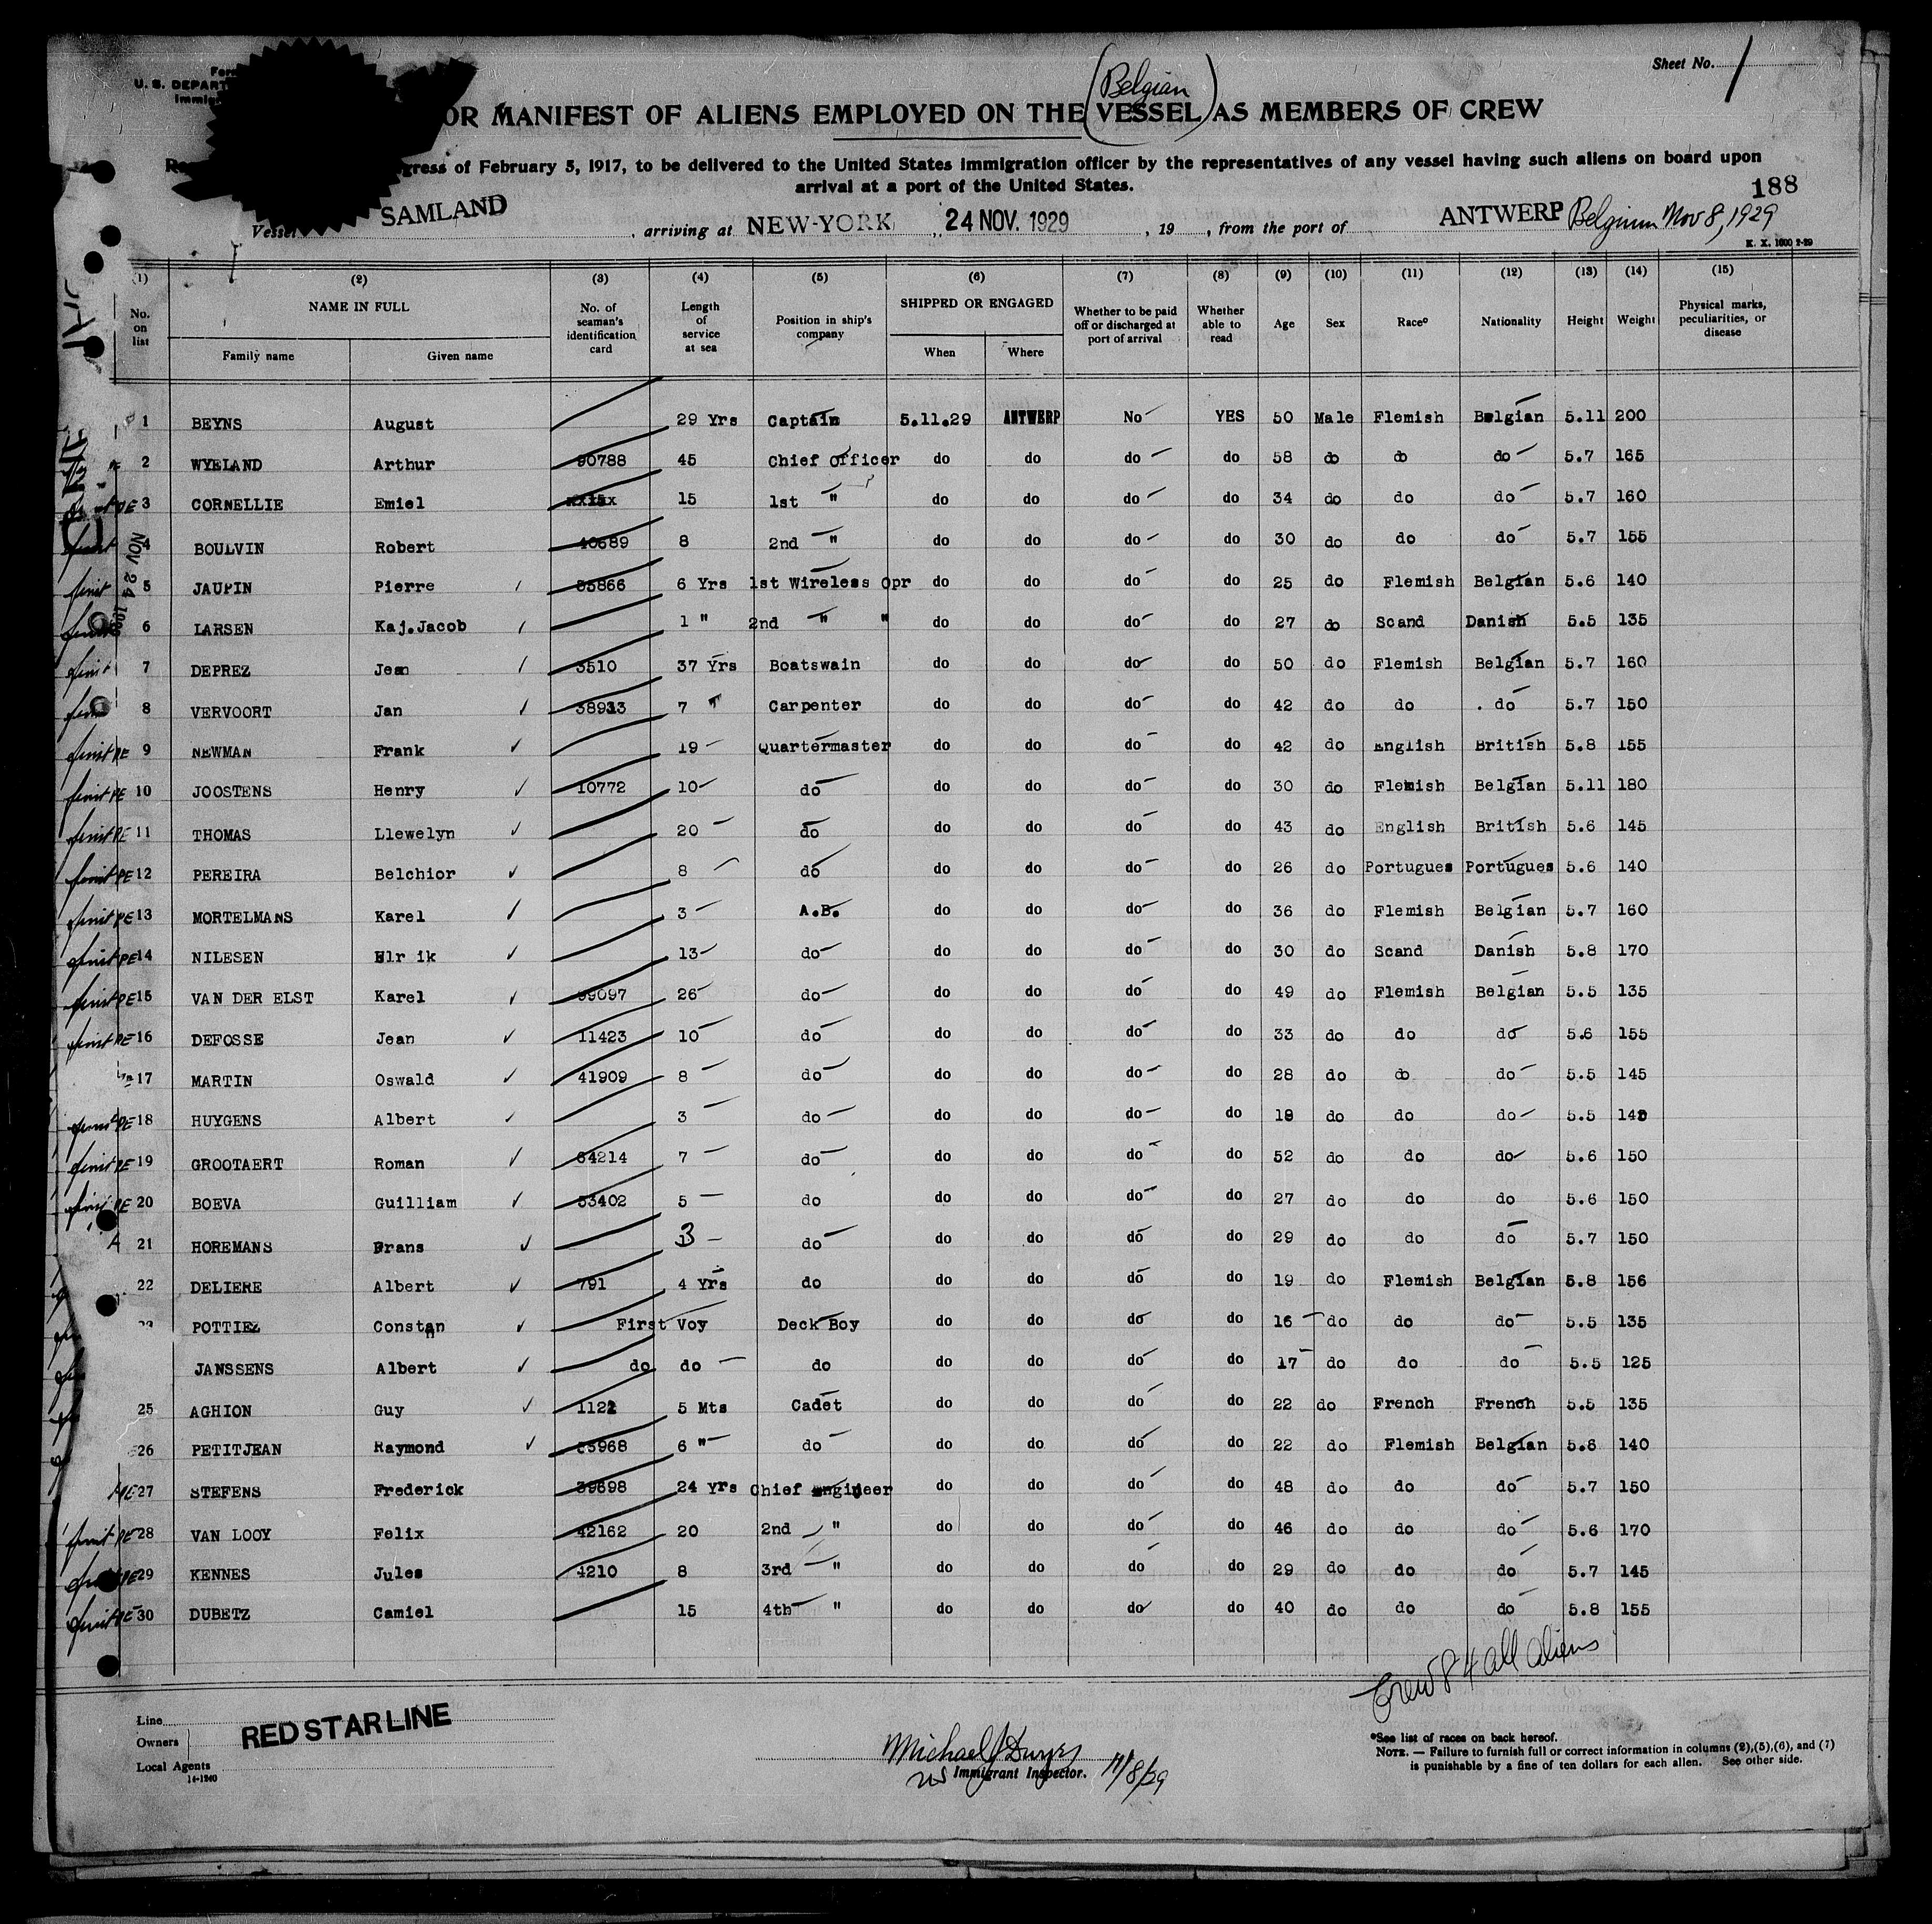 Sheet No. 1
U. S. DEPART
(Belgian)
OR MANIFEST OF ALIENS EMPLOYED ON THE VESSEL AS MEMBERS OF CREW
gress of February 5, 1917, to be delivered to the United States immigration officer by the representatives of any vessel having such aliens on board upon
arrival at a port of the United States.
188
Vessel SAMLAND, arriving at NEW-YORK, 24 NOV. 1929, 19 , from the port of ANTWERP Belgium Nov 8, 1929
K. X. 1600 2-29
(1) (2) (3) (4) (5) (6) (7) (8) (9) (10) (11) (12) (13) (14) (15)
No. on list NAME IN FULL Family name Given name No. of seaman's identification card Length of service at sea Position in ship's company SHIPPED OR ENGAGED When Where Whether to be paid off or discharged at port of arrival Whether able to read Age Sex Race Nationality Height Weight Physical marks, peculiarities, or disease
1 BEYNS August 29 Yrs Captain 5.11.29 ANTWERP No YES 50 Male Flemish Belgian 5.11 200
2 WYELAND Arthur 90788 45 Chief Officer do do do do 58 do do do 5.7 165
3 CORNELLIE Emiel 15 1st " do do do do 34 do do do 5.7 160
4 BOULVIN Robert 40689 8 2nd " do do do do 30 do do do 5.7 155
5 JAUPIN Pierre 85866 6 Yrs 1st Wireless Opr do do do do 25 do Flemish Belgian 5.6 140
6 LARSEN Kaj.Jacob 1 " 2nd " " do do do do 27 do Scand Danish 5.5 135
7 DEPREZ Jean 3510 37 Yrs Boatswain do do do do 50 do Flemish Belgian 5.7 160
8 VERVOORT Jan 38933 7 " Carpenter do do do do 42 do do do 5.7 150
9 NEWMAN Frank 19 Quartermaster do do do do 42 do English British 5.8 155
10 JOOSTENS Henry 10772 10 do do do do do 30 do Flemish Belgian 5.11 180
11 THOMAS Llewelyn 20 do do do do do 43 do English British 5.6 145
12 PEREIRA Belchior 8 do do do do do 26 do Portugues Portugues 5.6 140
13 MORTELMANS Karel 3 A.B. do do do do 36 do Flemish Belgian 5.7 160
14 NILESEN Elr ik 13 do do do do do 30 do Scand Danish 5.8 170
15 VAN DER ELST Karel 99097 26 do do do do do 49 do Flemish Belgian 5.5 135
16 DEFOSSE Jean 11423 10 do do do do do 33 do do do 5.6 155
17 MARTIN Oswald 41909 8 do do do do do 28 do do do 5.5 145
18 HUYGENS Albert 3 do do do do do 18 do do do 5.5 140
19 GROOTAERT Roman 64214 7 do do do do do 52 do do do 5.6 150
20 BOEVA Guilliam 53402 5 do do do do do 27 do do do 5.6 150
21 HOREMANS Frans 3 do do do do do 29 do do do 5.7 150
22 DELIERE Albert 791 4 Yrs do do do do do 19 do Flemish Belgian 5.8 156
POTTIEZ Constan First Voy Deck Boy do do do do 16 do do do 5.5 135
JANSSENS Albert do do do do do do do 17 do do do 5.5 125
25 AGHION Guy 1122 5 Mts Cadet do do do do 22 do French French 5.5 135
26 PETITJEAN Raymond 85968 6 " do do do do do 22 do Flemish Belgian 5.8 140
27 STEFENS Frederick 39698 24 yrs Chief engineer do do do do 48 do do do 5.7 150
28 VAN LOOY Felix 42162 20 2nd " do do do do 46 do do do 5.6 170
29 KENNES Jules 4210 8 3rd " do do do do 29 do do do 5.7 145
30 DUBETZ Camiel 15 4th " do do do do 40 do do do 5.8 155
Crew 84 all aliens
Line
Owners
Local Agents
14-1240
RED STAR LINE
Michael J Dwyer
US Immigrant Inspector. 11/8/29
*See list of races on back hereof.
NOTE. — Failure to furnish full or correct information in columns (2),(5),(6), and (7)
is punishable by a fine of ten dollars for each alien. See other side.